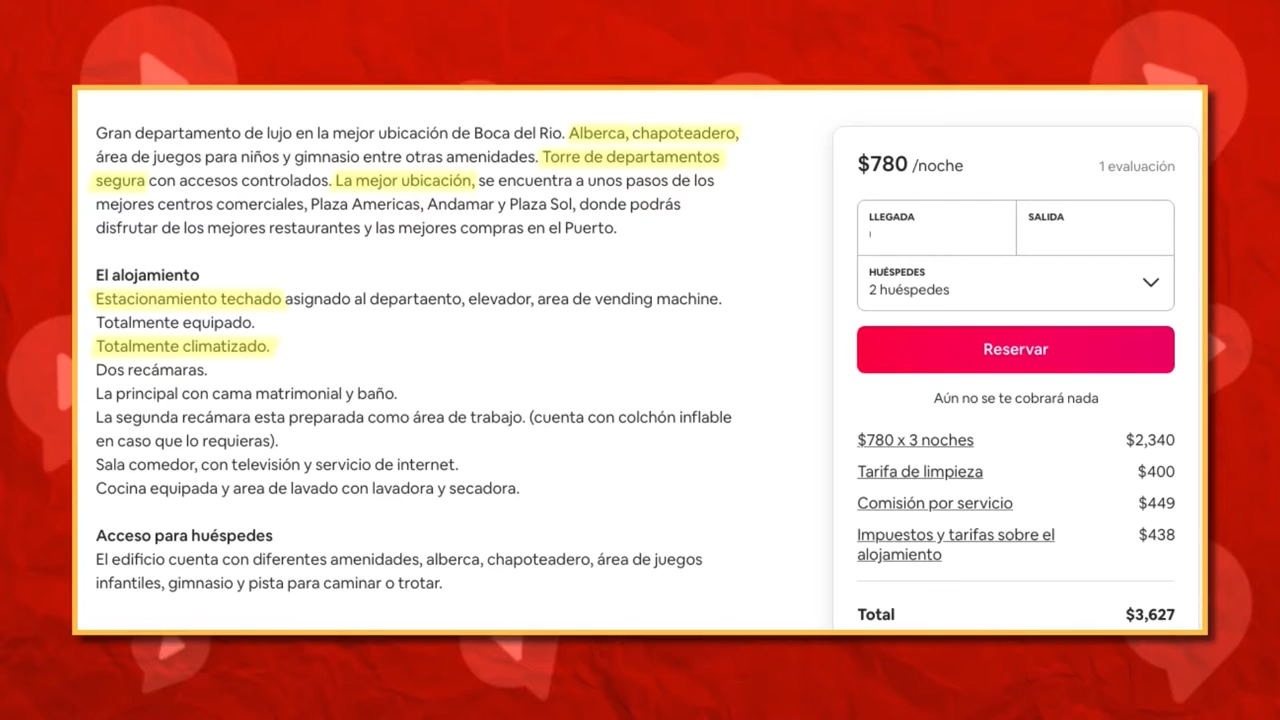 Gran departamento de lujo en la mejor ubicación de Boca del Rio. Alberca, chapoteadero,
área de juegos para niños y gimnasio entre otras amenidades. Torre de departamentos
segura con accesos controlados. La mejor ubicación, se encuentra a unos pasos de los
mejores centros comerciales, Plaza Americas, Andamar y Plaza Sol, donde podrás
disfrutar de los mejores restaurantes y las mejores compras en el Puerto.
El alojamiento
Estacionamiento techado asignado al departaento, elevador, area de vending machine.
Totalmente equipado.
Totalmente climatizado.
Dos recámaras.
La principal con cama matrimonial y baño.
La segunda recámara esta preparada como área de trabajo. (cuenta con colchón inflable
en caso que lo requieras).
Sala comedor, con televisión y servicio de internet.
Cocina equipada y area de lavado con lavadora y secadora.
Acceso para huéspedes
El edificio cuenta con diferentes amenidades, alberca, chapoteadero, área de juegos
infantiles, gimnasio y pista para caminar o trotar.
$780 /noche
1 evaluación
LLEGADA
SALIDA
HUÉSPEDES
2 huéspedes
Reservar
Aún no se te cobrará nada
$780 x 3 noches $2,340
Tarifa de limpieza $400
Comisión por servicio $449
Impuestos y tarifas sobre el $438
alojamiento
Total $3,627